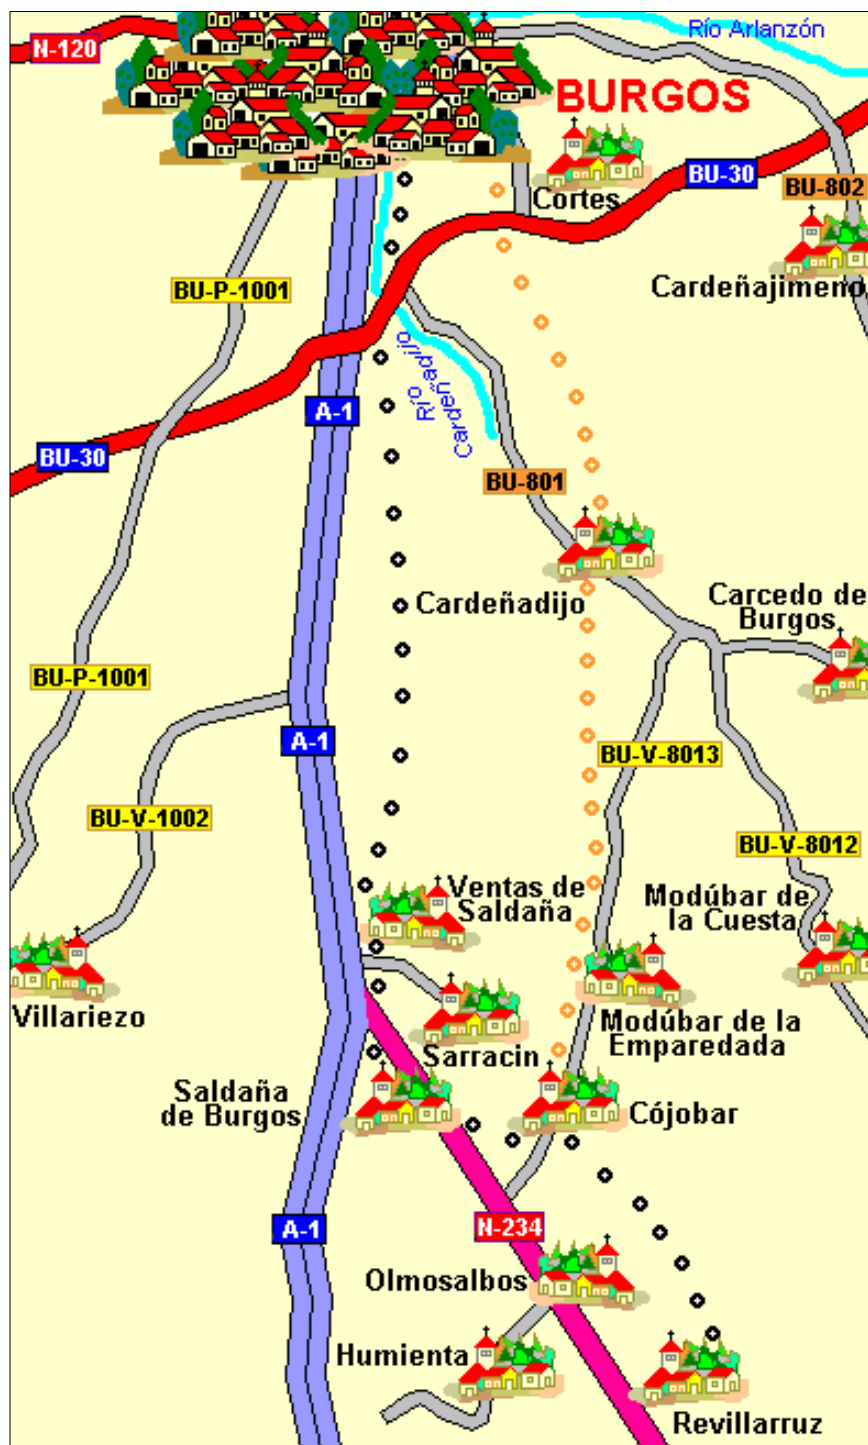 Río Arlanzón
N-120
BURGOS
BU-30
BU-802
Cortes
Cardeñajimeno
BU-P-1001
Río
Río
Cardeñadijo
A-1
BU-30
BU-801
Cardeñadijo
Carcedo de
Burgos
BU-P-1001
A-1
BU-V-8013
BU-V-1002
BU-V-8012
Ventas de
Saldaña
Modúbar de
la Cuesta
Villariezo
Modúbar de la
Emparedada
Sarracin
Saldaña
de Burgos
Cójobar
A-1
N-234
Olmosalbos
Humienta
Revillarruz